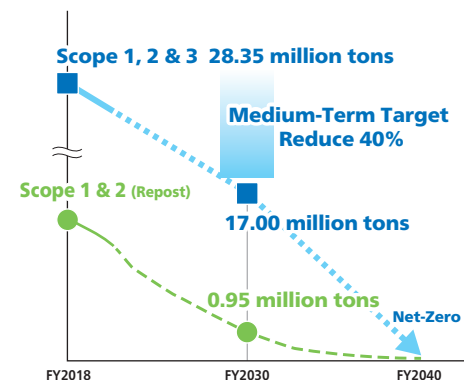 Scope 1, 2 & 3 28.35 million tons
Medium-Term Target
Reduce 40%
Scope 1 & 2 (Repost)
17.00 million tons
0.95 million tons
Net-Zero
FY2018 FY2030 FY2040